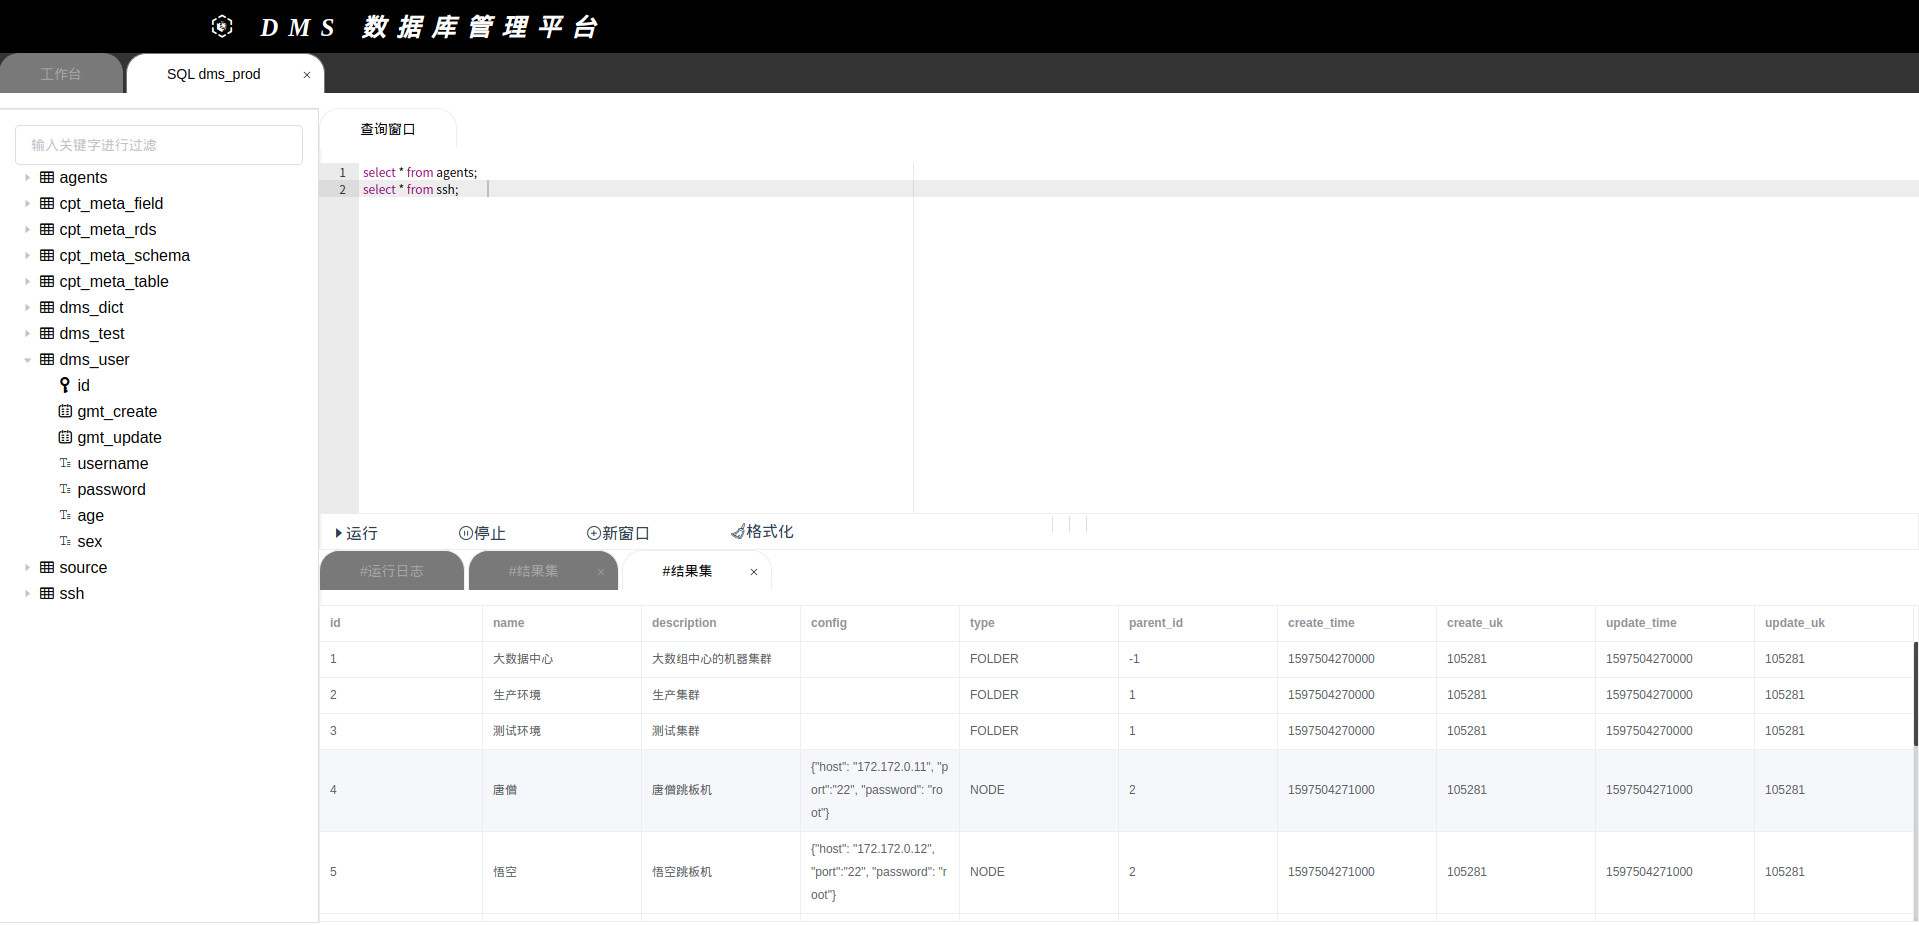 DMS 数据库管理平台
工作台
SQL dms_prod ×
输入关键字进行过滤
agents
cpt_meta_field
cpt_meta_rds
cpt_meta_schema
cpt_meta_table
dms_dict
dms_test
dms_user
id
gmt_create
gmt_update
username
password
age
sex
source
ssh
查询窗口
1 select * from agents;
2 select * from ssh;
运行 停止 新窗口 格式化
#运行日志 #结果集 × #结果集 ×
id name description config type parent_id create_time create_uk update_time update_uk
1 大数据中心 大数组中心的机器集群 FOLDER -1 1597504270000 105281 1597504270000 105281
2 生产环境 生产集群 FOLDER 1 1597504270000 105281 1597504270000 105281
3 测试环境 测试集群 FOLDER 1 1597504270000 105281 1597504270000 105281
{"host": "172.172.0.11", "p
4 唐僧 唐僧跳板机 ort":"22", "password": "ro NODE 2 1597504271000 105281 1597504271000 105281
ot"}
{"host": "172.172.0.12",
5 悟空 悟空跳板机 "port":"22", "password": "r NODE 2 1597504271000 105281 1597504271000 105281
oot"}